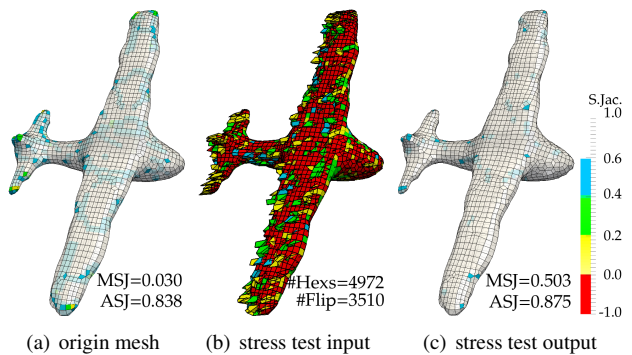 S.Jac.
1.0
0.6
0.4
0.2
0.0
-1.0
MSJ=0.030
ASJ=0.838
#Hexs=4972
#Flip=3510
MSJ=0.503
ASJ=0.875
(a) origin mesh
(b) stress test input
(c) stress test output